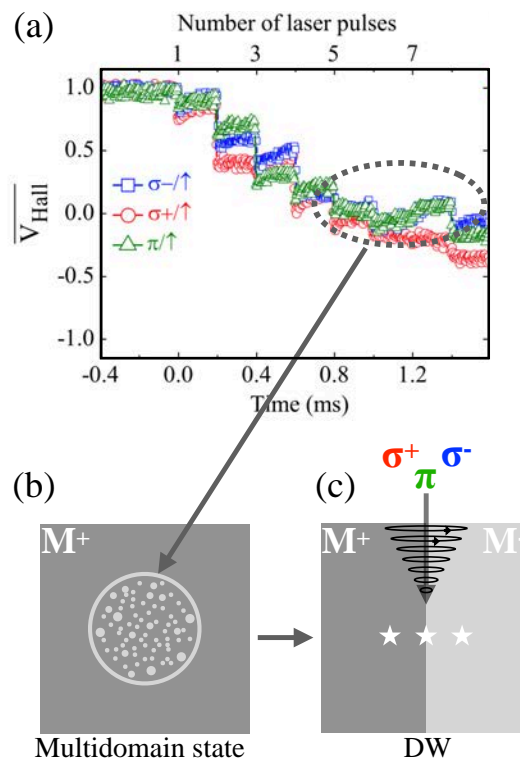 (a)
Number of laser pulses
1 3 5 7
1.0
0.5
0.0
-0.5
-1.0
V_Hall
σ−/↑
σ+/↑
π/↑
-0.4 0.0 0.4 0.8 1.2
Time (ms)
σ+ σ-
π
(b) (c)
M+ M+ M-
Multidomain state DW